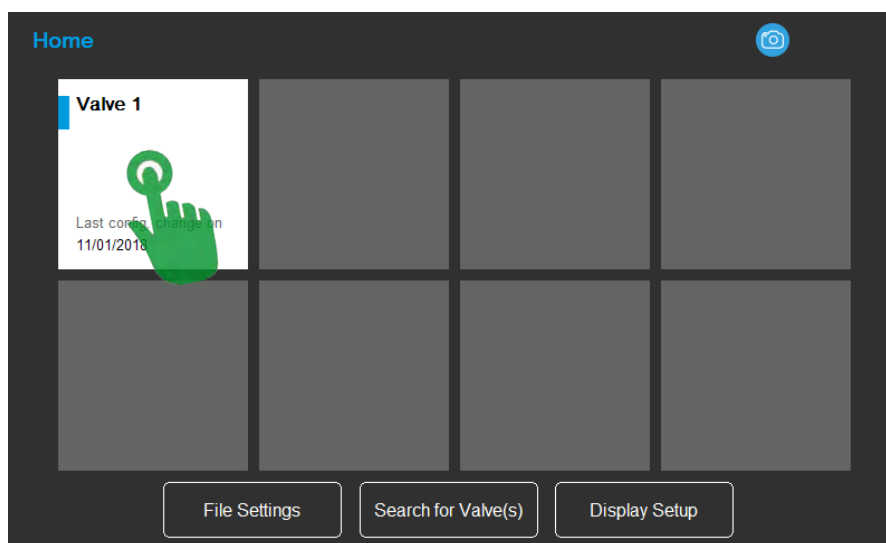 Home
Valve 1
Last config. change on
11/01/2018
File Settings
Search for Valve(s)
Display Setup